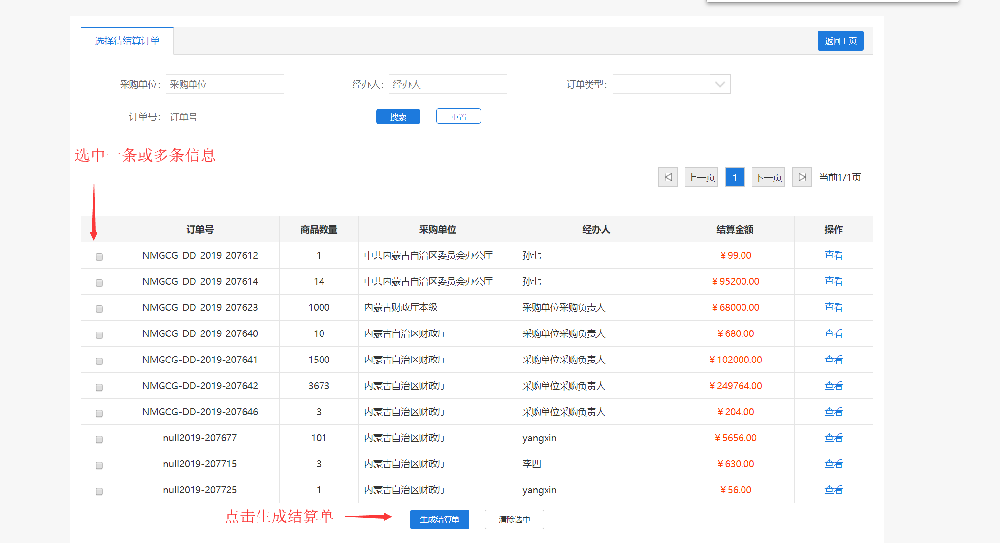 选择待结算订单
返回上页
采购单位: 采购单位 经办人: 经办人 订单类型:
订单号: 订单号 搜索 重置
选中一条或多条信息
上一页 1 下一页 当前1/1页
订单号 商品数量 采购单位 经办人 结算金额 操作
NMGCG-DD-2019-207612 1 中共内蒙古自治区委员会办公厅 孙七 ¥99.00 查看
NMGCG-DD-2019-207614 14 中共内蒙古自治区委员会办公厅 孙七 ¥95200.00 查看
NMGCG-DD-2019-207623 1000 内蒙古财政厅本级 采购单位采购负责人 ¥68000.00 查看
NMGCG-DD-2019-207640 10 内蒙古自治区财政厅 采购单位采购负责人 ¥680.00 查看
NMGCG-DD-2019-207641 1500 内蒙古自治区财政厅 采购单位采购负责人 ¥102000.00 查看
NMGCG-DD-2019-207642 3673 内蒙古自治区财政厅 采购单位采购负责人 ¥249764.00 查看
NMGCG-DD-2019-207646 3 内蒙古自治区财政厅 采购单位采购负责人 ¥204.00 查看
null2019-207677 101 内蒙古自治区财政厅 yangxin ¥5656.00 查看
null2019-207715 3 内蒙古自治区财政厅 李四 ¥630.00 查看
null2019-207725 1 内蒙古自治区财政厅 yangxin ¥56.00 查看
点击生成结算单 生成结算单 清除选中